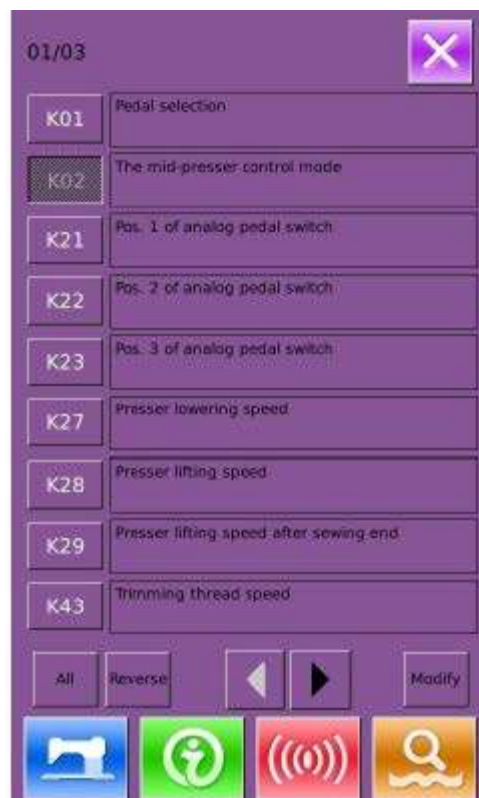 01/03
K01 Pedal selection
K02 The mid-presser control mode
K21 Pos. 1 of analog pedal switch
K22 Pos. 2 of analog pedal switch
K23 Pos. 3 of analog pedal switch
K27 Presser lowering speed
K28 Presser lifting speed
K29 Presser lifting speed after sewing end
K43 Trimming thread speed
All Reverse Modify